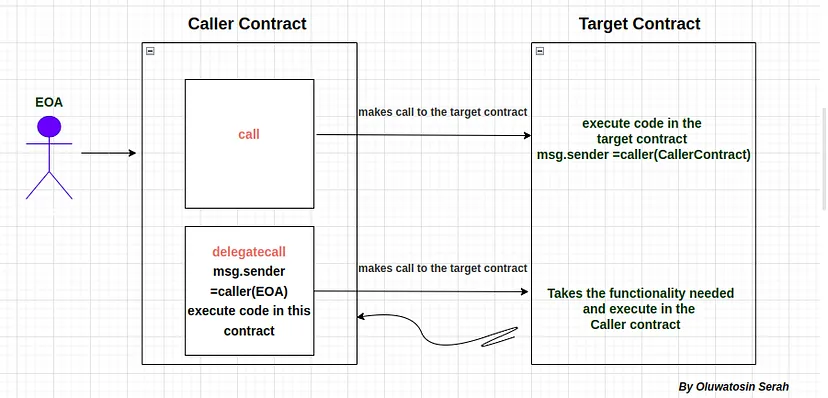 Caller Contract
Target Contract
EOA
call
makes call to the target contract
execute code in the
target contract
msg.sender =caller(CallerContract)
delegatecall
msg.sender
=caller(EOA)
execute code in this
contract
makes call to the target contract
Takes the functionality needed
and execute in the
Caller contract
By Oluwatosin Serah